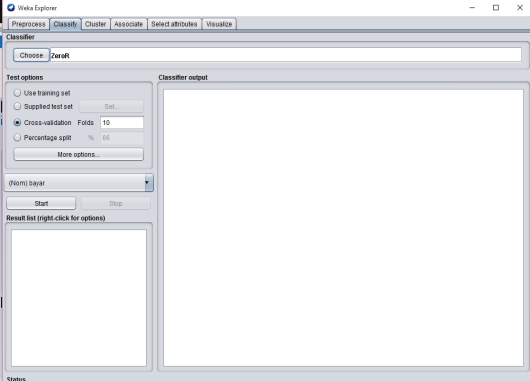 Weka Explorer
Preprocess Classify Cluster Associate Select attributes Visualize
Classifier
Choose ZeroR
Test options
Classifier output
Use training set
Supplied test set Set...
Cross-validation Folds 10
Percentage split % 66
More options...
(Nom) bayar
Start Stop
Result list (right-click for options)
Status